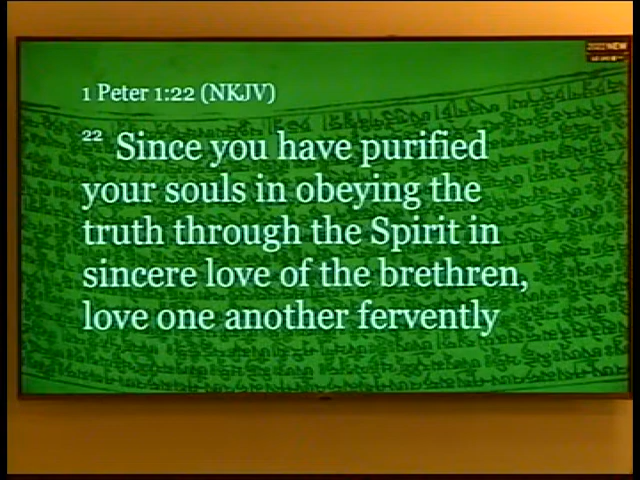 1 Peter 1:22 (NKJV)
22 Since you have purified
your souls in obeying the
truth through the Spirit in
sincere love of the brethren,
love one another fervently